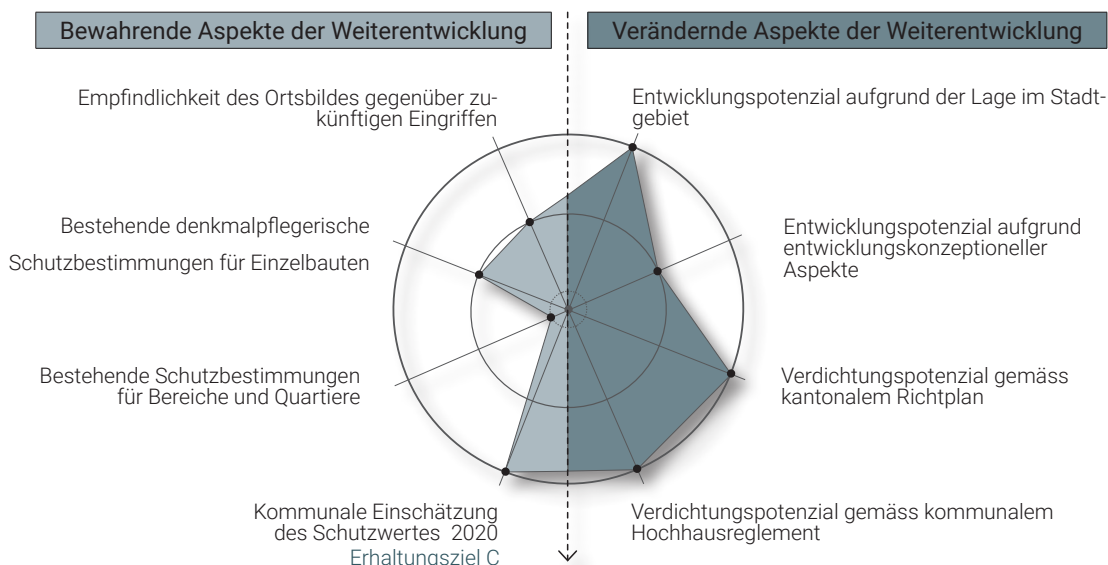 Bewahrende Aspekte der Weiterentwicklung
Verändernde Aspekte der Weiterentwicklung
Empfindlichkeit des Ortsbildes gegenüber zu-
künftigen Eingriffen
Entwicklungspotenzial aufgrund der Lage im Stadt-
gebiet
Bestehende denkmalpflegerische
Schutzbestimmungen für Einzelbauten
Entwicklungspotenzial aufgrund
entwicklungskonzeptioneller
Aspekte
Bestehende Schutzbestimmungen
für Bereiche und Quartiere
Verdichtungspotenzial gemäss
kantonalem Richtplan
Kommunale Einschätzung
des Schutzwertes 2020
Erhaltungsziel C
Verdichtungspotenzial gemäss kommunalem
Hochhausreglement